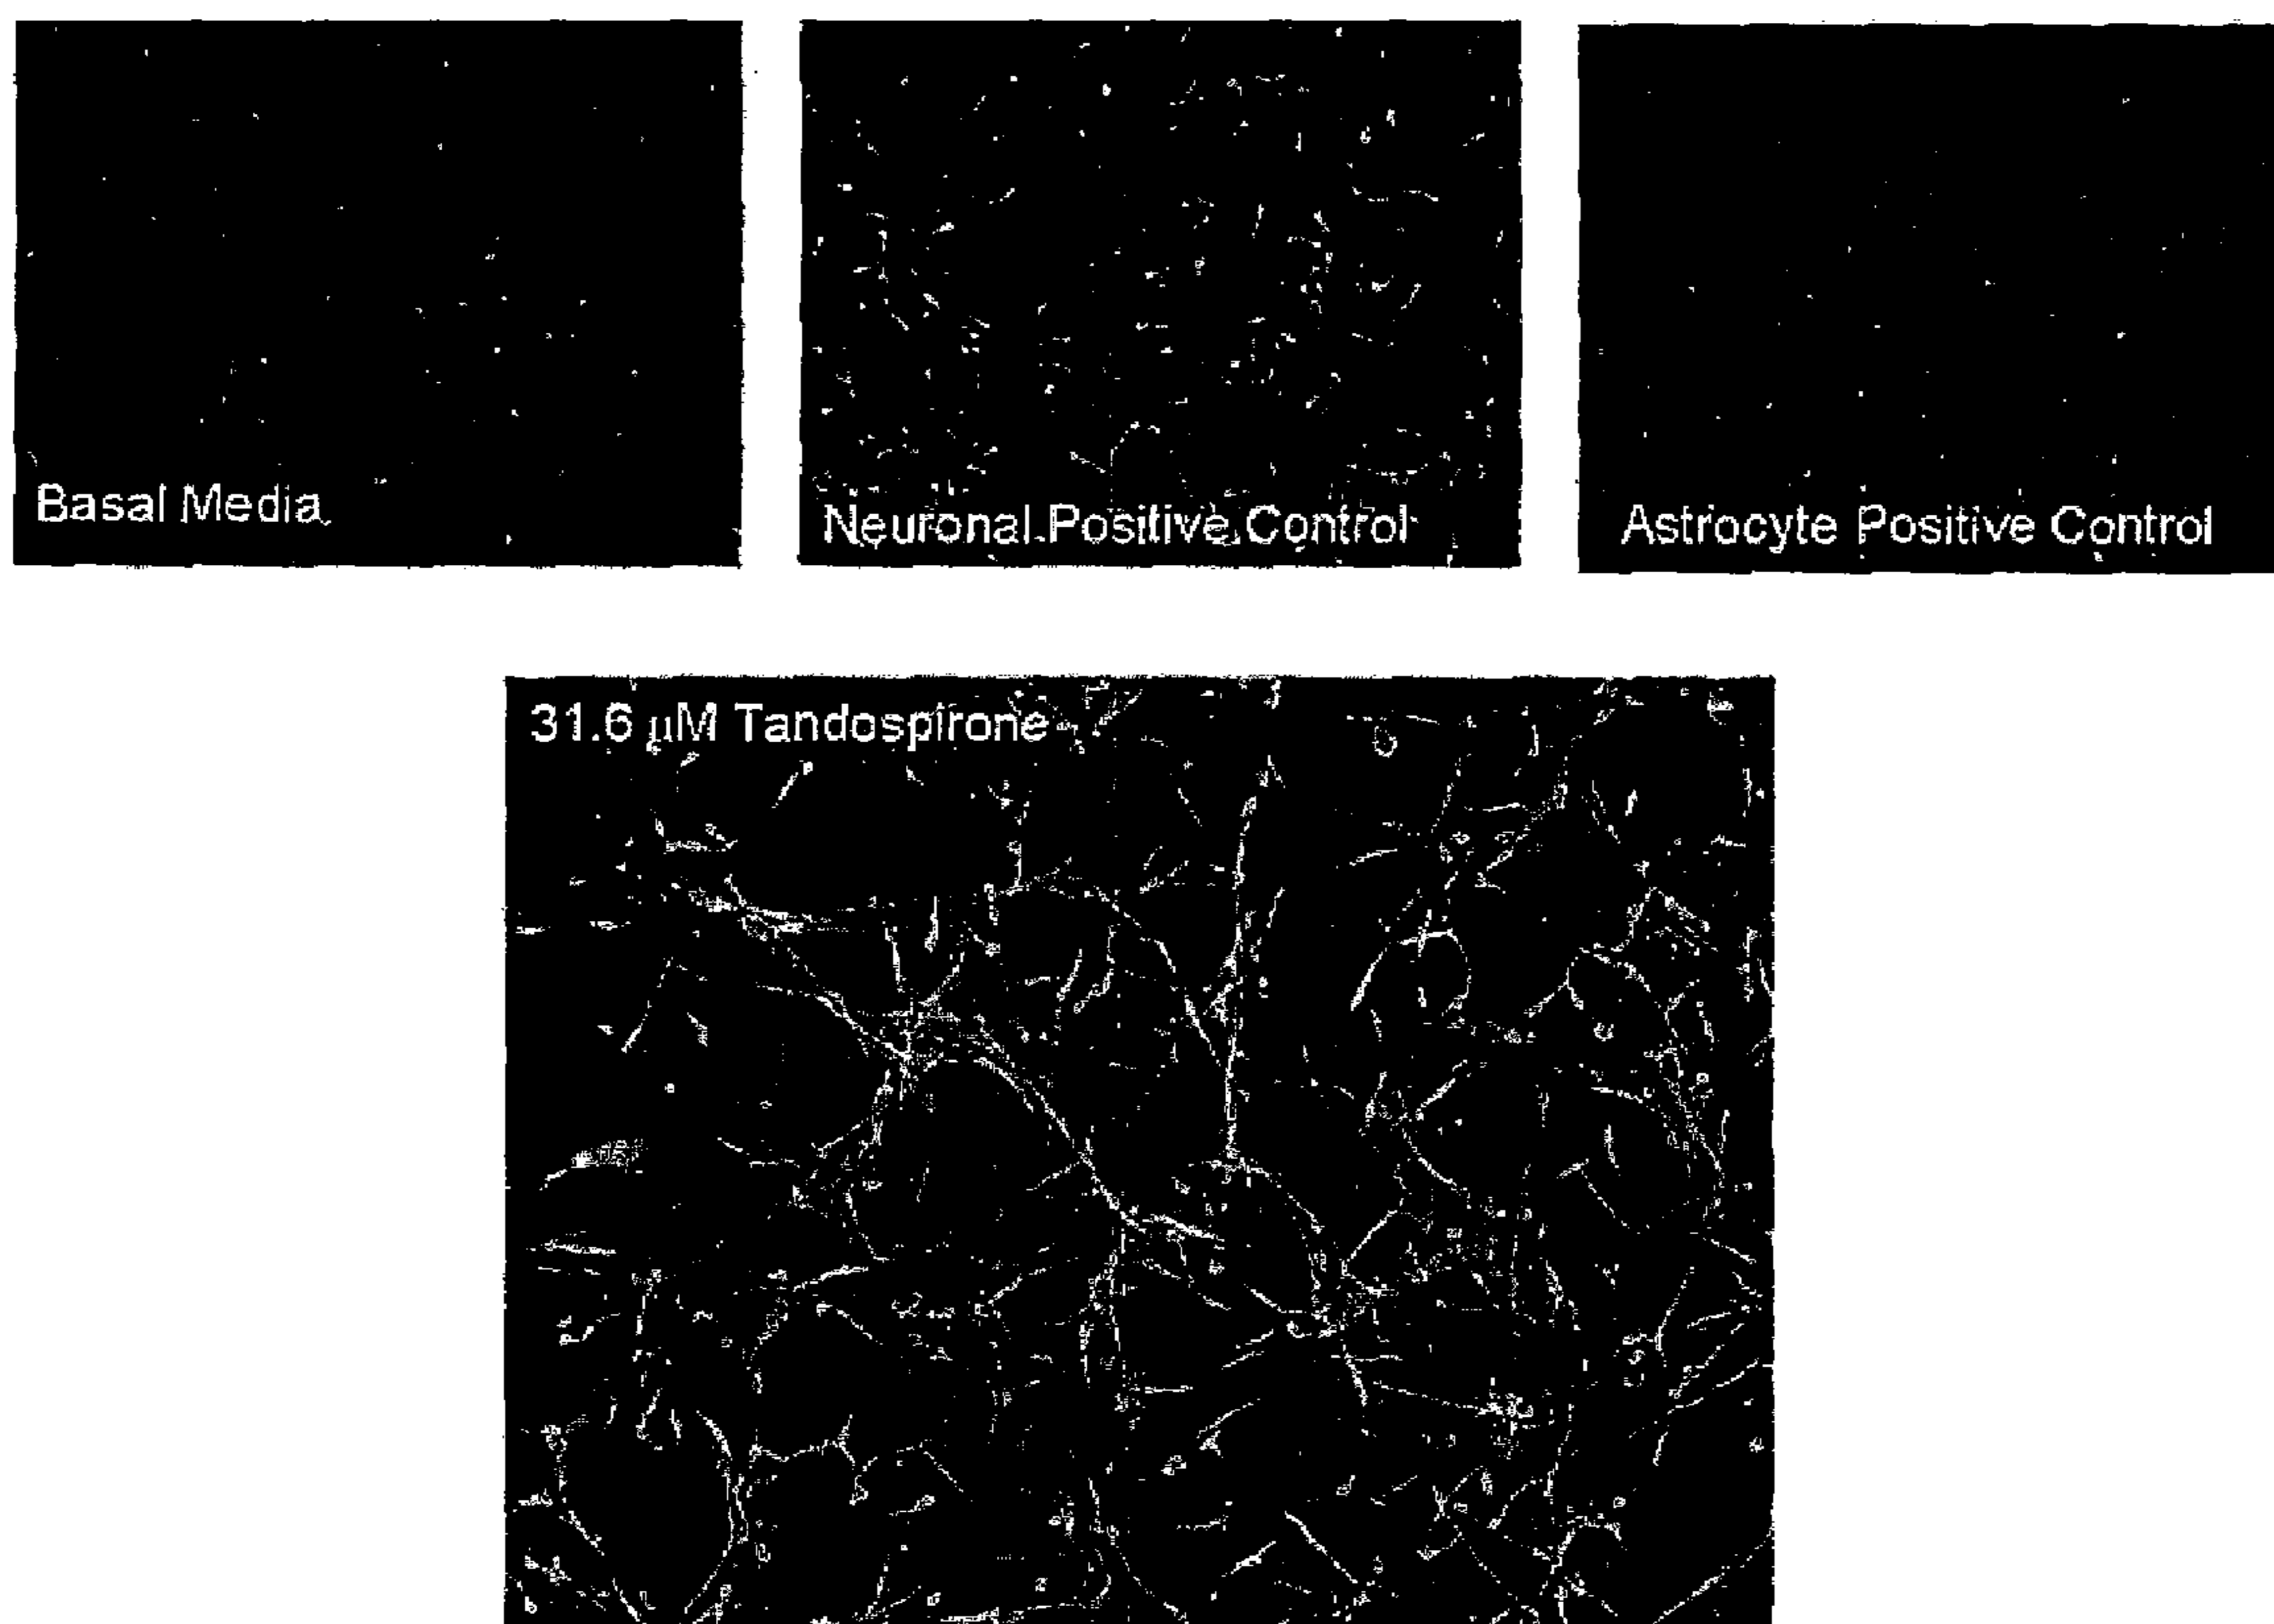 Basal Media
Neuronal Positive Control
Astrocyte Positive Control
31.6 μM Tandospirone